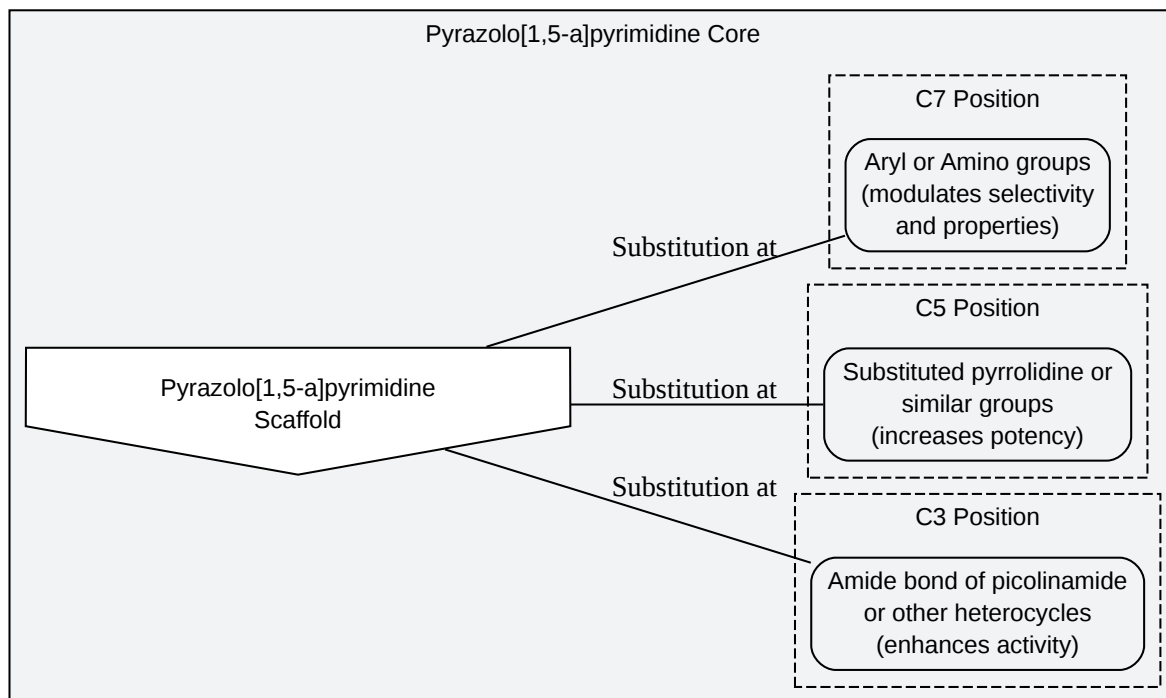 Pyrazolo[1,5-a]pyrimidine Core
C7 Position
Aryl or Amino groups
(modulates selectivity
and properties)
Substitution at
C5 Position
Pyrazolo[1,5-a]pyrimidine
Scaffold
Substitution at
Substituted pyrrolidine or
similar groups
(increases potency)
Substitution at
C3 Position
Amide bond of picolinamide
or other heterocycles
(enhances activity)